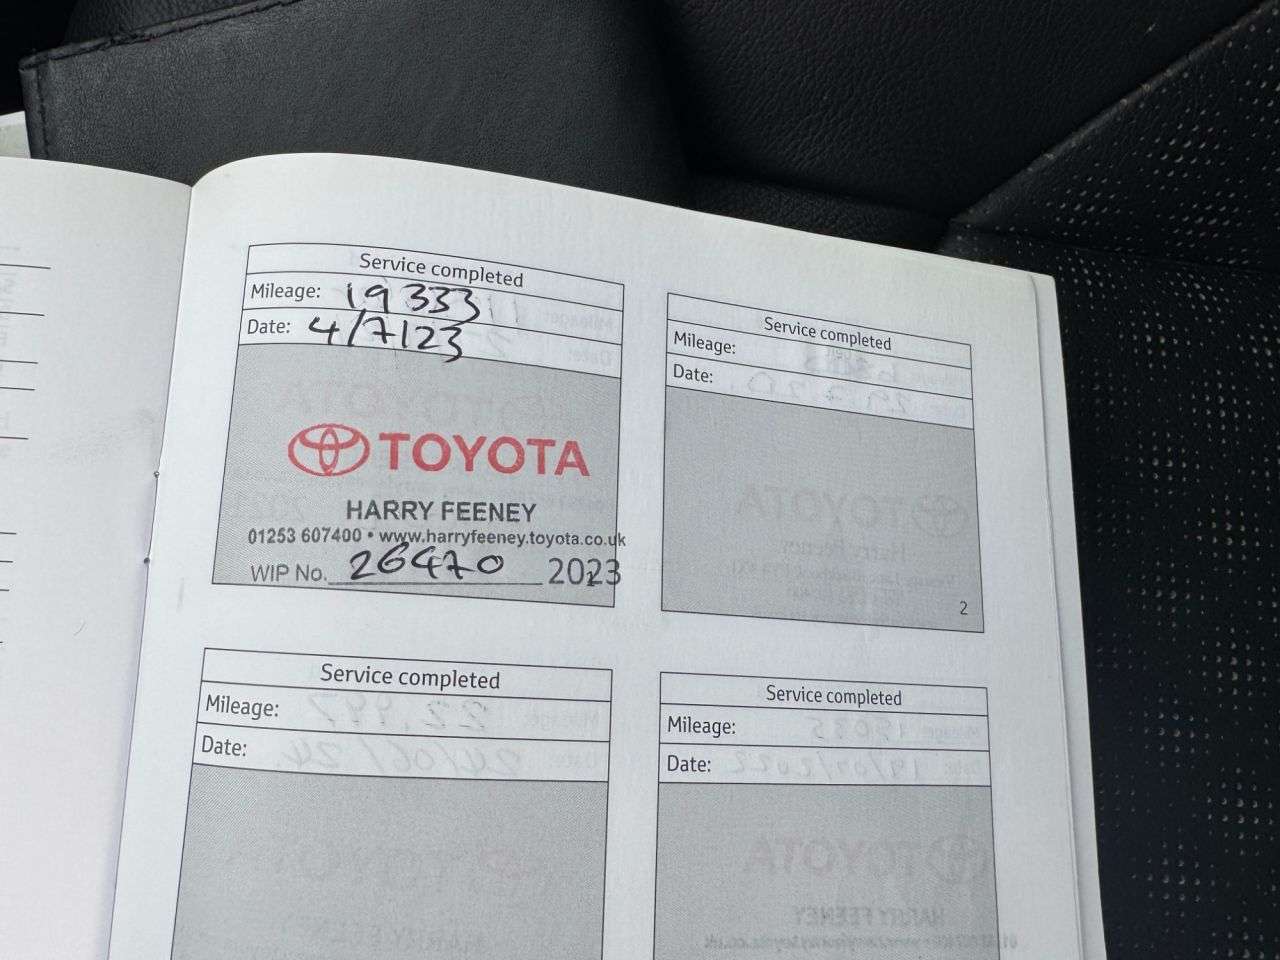 Service completed
Mileage: 19333
Date: 4/7/23
TOYOTA
HARRY FEENEY
01253 607400 • www.harryfeeney.toyota.co.uk
WIP No. 26470 2023
Service completed
Mileage:
Date:
2
Service completed
Mileage:
Date:
Service completed
Mileage:
Date: